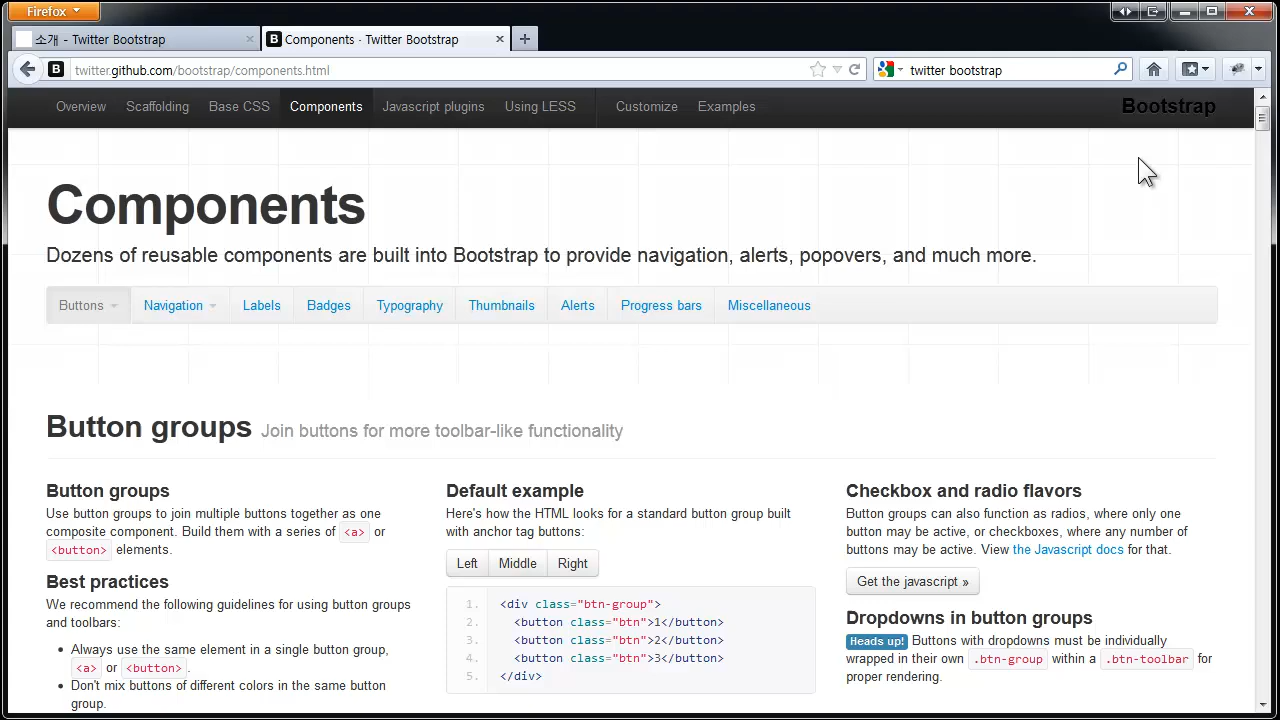 Firefox
소개 - Twitter Bootstrap
Components · Twitter Bootstrap
twitter.github.com/bootstrap/components.html
twitter bootstrap
Overview Scaffolding Base CSS Components Javascript plugins Using LESS Customize Examples Bootstrap
Components
Dozens of reusable components are built into Bootstrap to provide navigation, alerts, popovers, and much more.
Buttons Navigation Labels Badges Typography Thumbnails Alerts Progress bars Miscellaneous
Button groups Join buttons for more toolbar-like functionality
Button groups
Use button groups to join multiple buttons together as one
composite component. Build them with a series of <a> or
<button> elements.
Best practices
We recommend the following guidelines for using button groups
and toolbars:
• Always use the same element in a single button group,
<a> or <button>.
• Don't mix buttons of different colors in the same button
group.
Default example
Here's how the HTML looks for a standard button group built
with anchor tag buttons:
Left Middle Right
1. <div class="btn-group">
2. <button class="btn">1</button>
3. <button class="btn">2</button>
4. <button class="btn">3</button>
5. </div>
Checkbox and radio flavors
Button groups can also function as radios, where only one
button may be active, or checkboxes, where any number of
buttons may be active. View the Javascript docs for that.
Get the javascript »
Dropdowns in button groups
Heads up! Buttons with dropdowns must be individually
wrapped in their own .btn-group within a .btn-toolbar for
proper rendering.